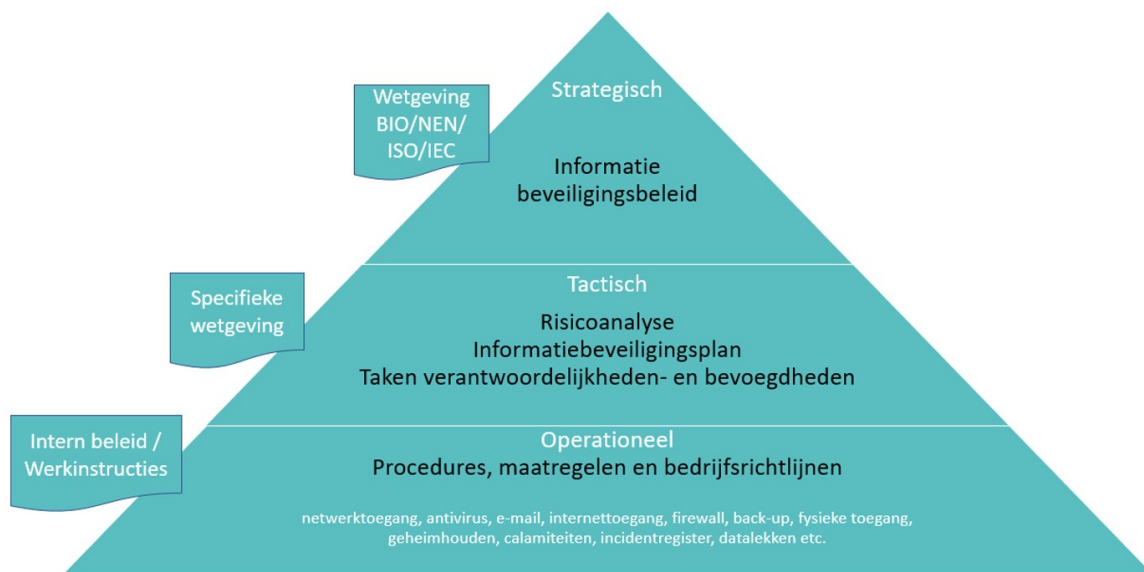 Strategisch
Wetgeving
BIO/NEN/
ISO/IEC
Informatie
beveiligingsbeleid
Tactisch
Specifieke
wetgeving
Risicoanalyse
Informatiebeveiligingsplan
Taken verantwoordelijkheden- en bevoegdheden
Operationeel
Intern beleid /
Werkinstructies
Procedures, maatregelen en bedrijfsrichtlijnen
netwerktoegang, antivirus, e-mail, internettoegang, firewall, back-up, fysieke toegang,
geheimhouden, calamiteiten, incidentregister, datalekken etc.